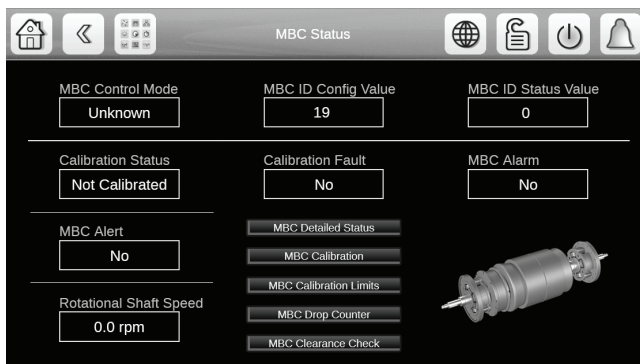 MBC Status
MBC Control Mode
Unknown
MBC ID Config Value
19
MBC ID Status Value
0
Calibration Status
Not Calibrated
Calibration Fault
No
MBC Alarm
No
MBC Alert
No
Rotational Shaft Speed
0.0 rpm
MBC Detailed Status
MBC Calibration
MBC Calibration Limits
MBC Drop Counter
MBC Clearance Check